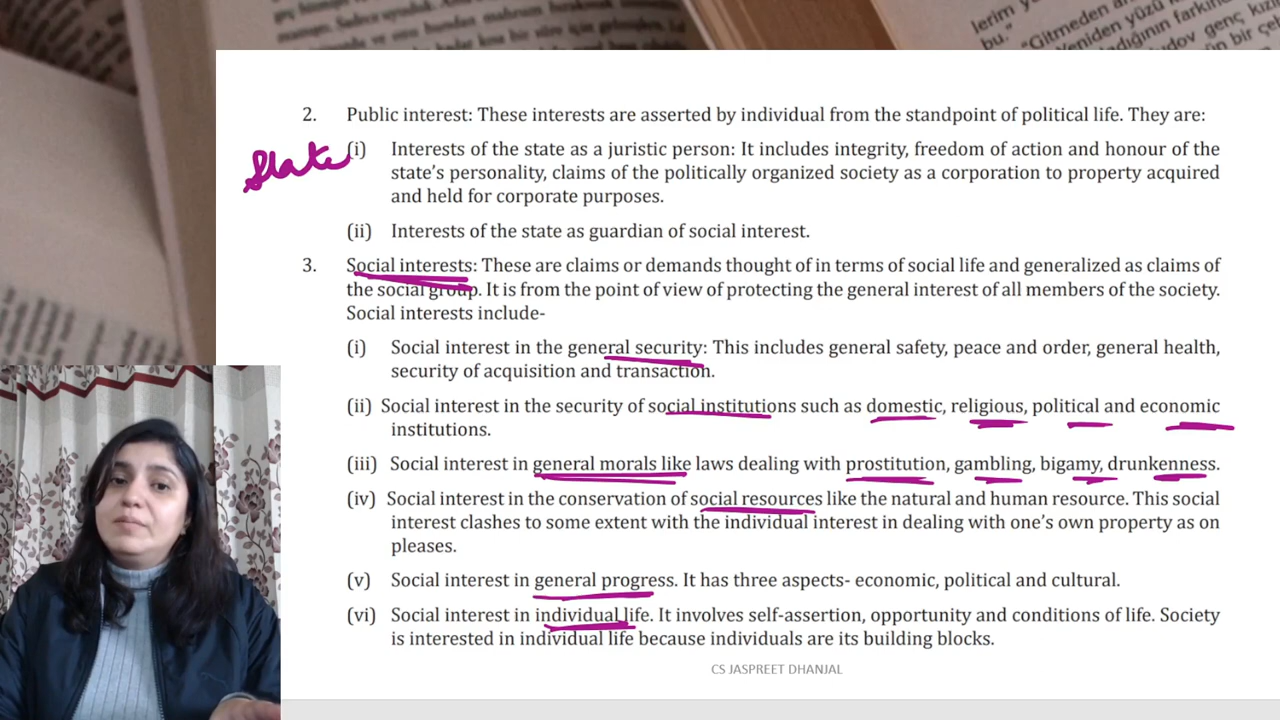 lerim
bu."
"Gitmeden
Yeniden yüzü
genç kızl
bir çel
2. Public interest: These interests are asserted by individual from the standpoint of political life. They are:
State
(i) Interests of the state as a juristic person: It includes integrity, freedom of action and honour of the
state's personality, claims of the politically organized society as a corporation to property acquired
and held for corporate purposes.
(ii) Interests of the state as guardian of social interest.
3. Social interests: These are claims or demands thought of in terms of social life and generalized as claims of
the social group. It is from the point of view of protecting the general interest of all members of the society.
Social interests include-
(i) Social interest in the general security: This includes general safety, peace and order, general health,
security of acquisition and transaction.
(ii) Social interest in the security of social institutions such as domestic, religious, political and economic
institutions.
(iii) Social interest in general morals like laws dealing with prostitution, gambling, bigamy, drunkenness.
(iv) Social interest in the conservation of social resources like the natural and human resource. This social
interest clashes to some extent with the individual interest in dealing with one's own property as on
pleases.
(v) Social interest in general progress. It has three aspects- economic, political and cultural.
(vi) Social interest in individual life. It involves self-assertion, opportunity and conditions of life. Society
is interested in individual life because individuals are its building blocks.
CS JASPREET DHANJAL